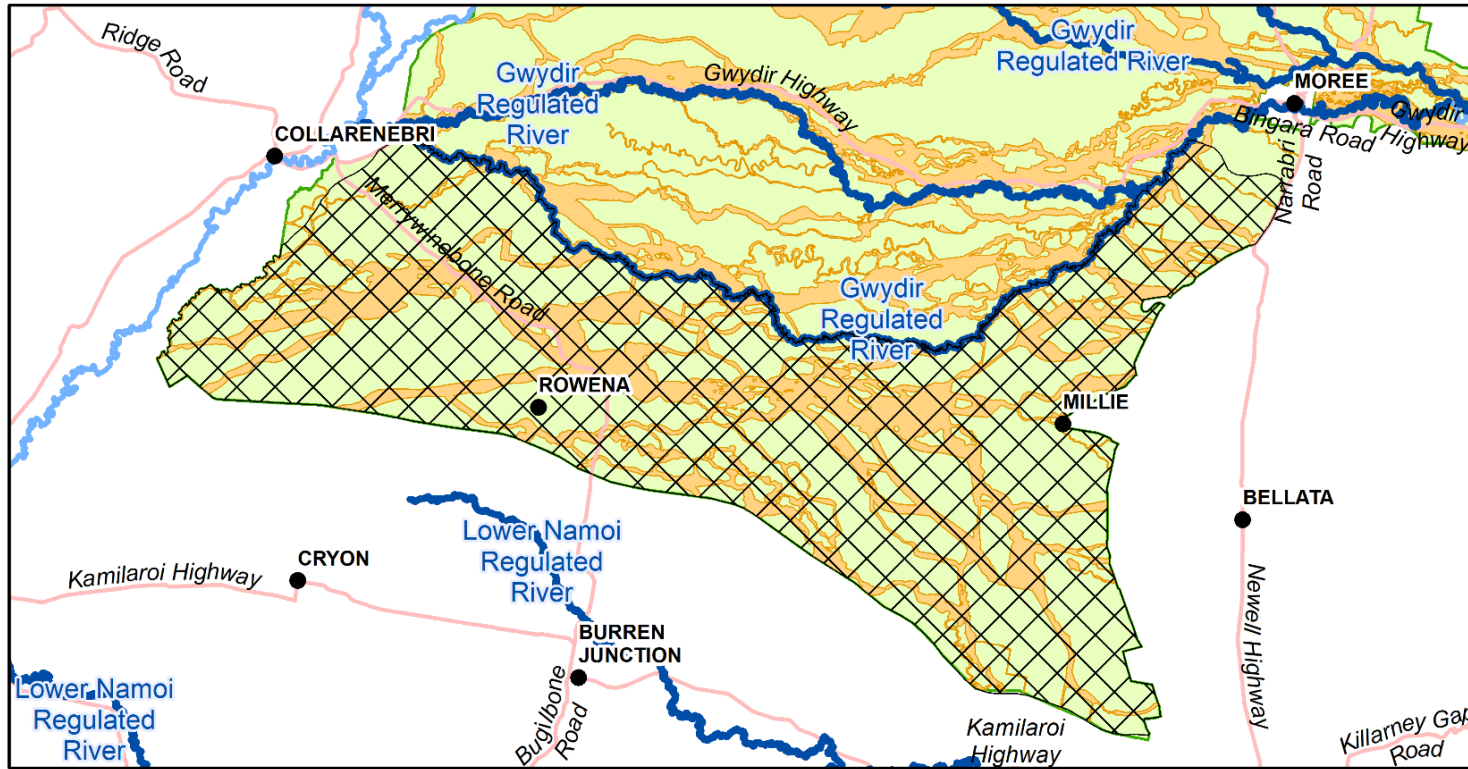 Ridge Road
COLLARENEBRI
Gwydir
Regulated
River
Gwydir Highway
Gwydir
Regulated River
MOREE
Gwydir
Highway
Bingara Road
Narrabri
Road
Merrywinebone Road
Gwydir
Regulated
River
ROWENA
MILLIE
BELLATA
Lower Namoi
Regulated
River
CRYON
Kamilaroi Highway
BURREN
JUNCTION
Bugilbone
Road
Lower Namoi
Regulated
River
Kamilaroi
Highway
Newell Highway
Killarney Gap
Road